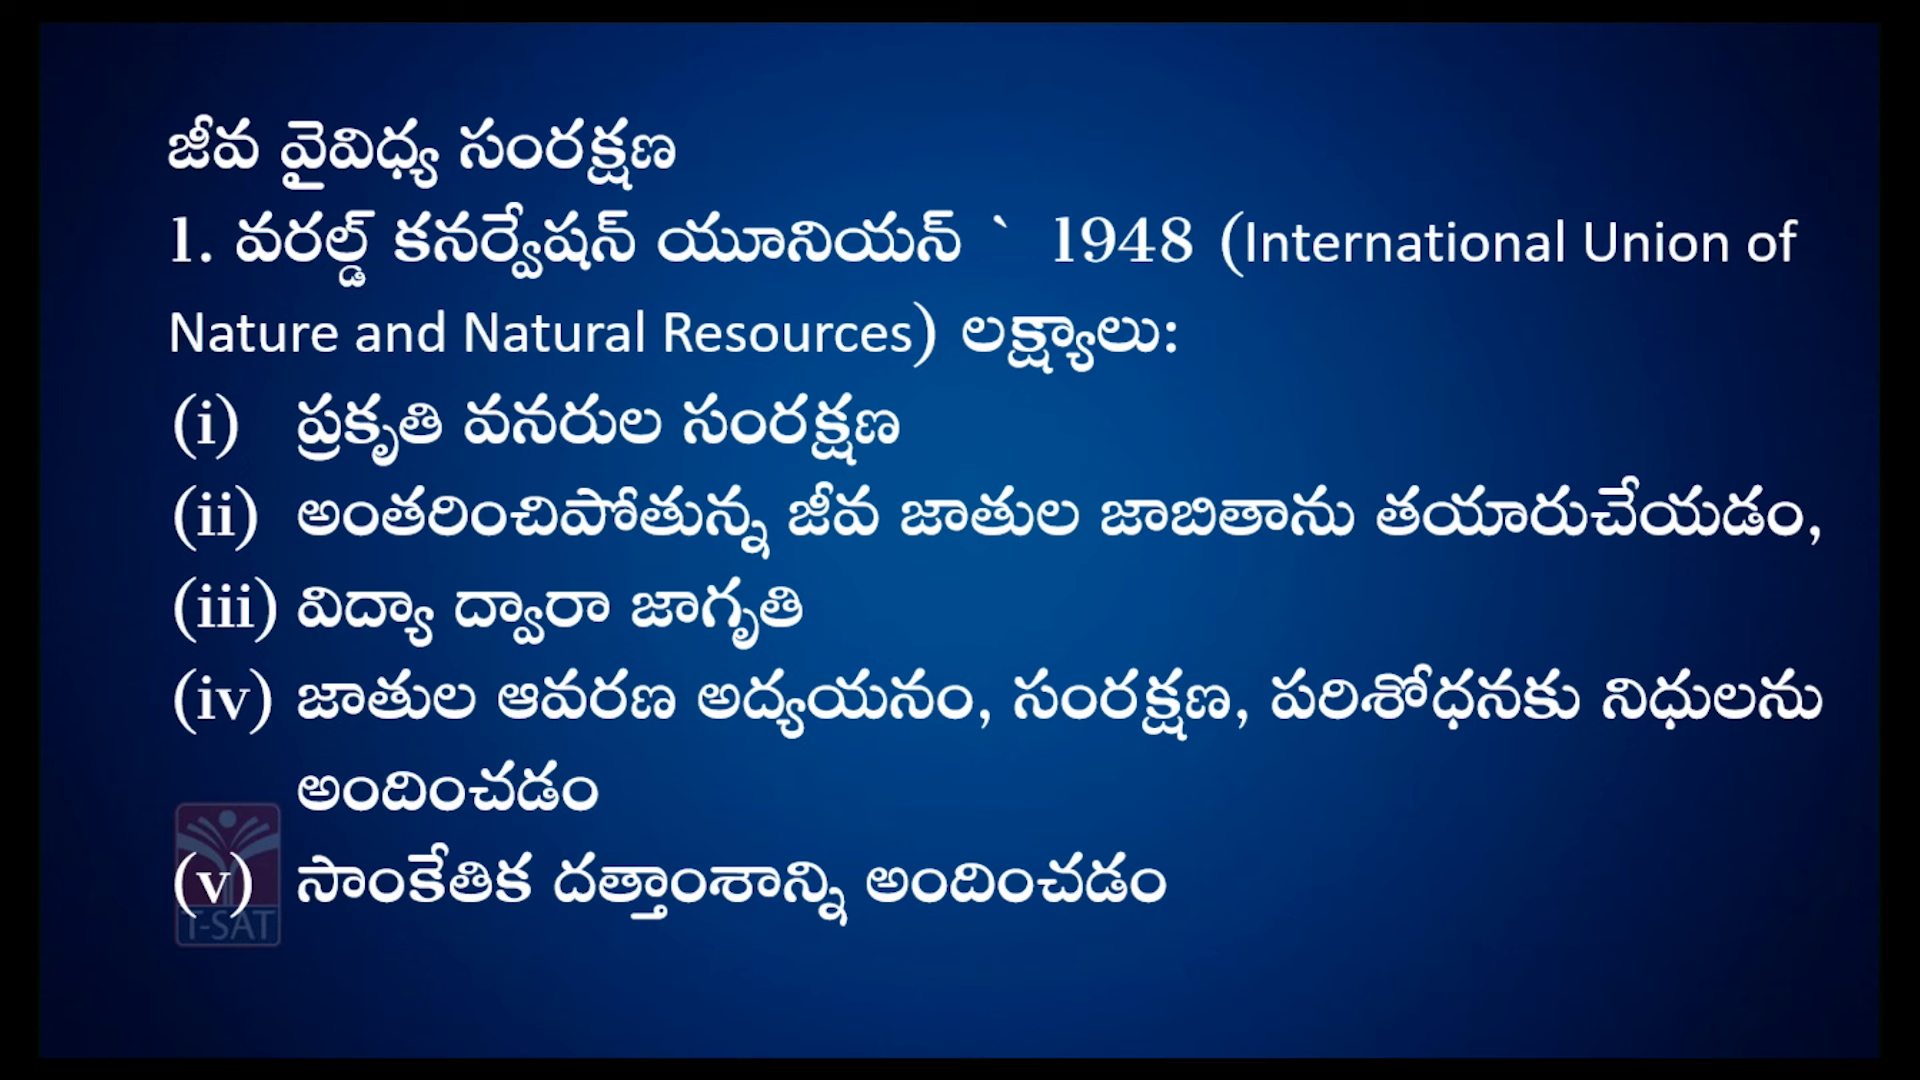 జీవ వైవిధ్య సంరక్షణ
1. వరల్డ్ కనర్వేషన్ యూనియన్ ` 1948 (International Union of
Nature and Natural Resources) లక్ష్యాలు:
(i) ప్రకృతి వనరుల సంరక్షణ
(ii) అంతరించిపోతున్న జీవ జాతుల జాబితాను తయారుచేయడం,
(iii) విద్యా ద్వారా జాగృతి
(iv) జాతుల ఆవరణ అద్యయనం, సంరక్షణ, పరిశోధనకు నిధులను
అందించడం
(v) సాంకేతిక దత్తాంశాన్ని అందించడం
T-SAT